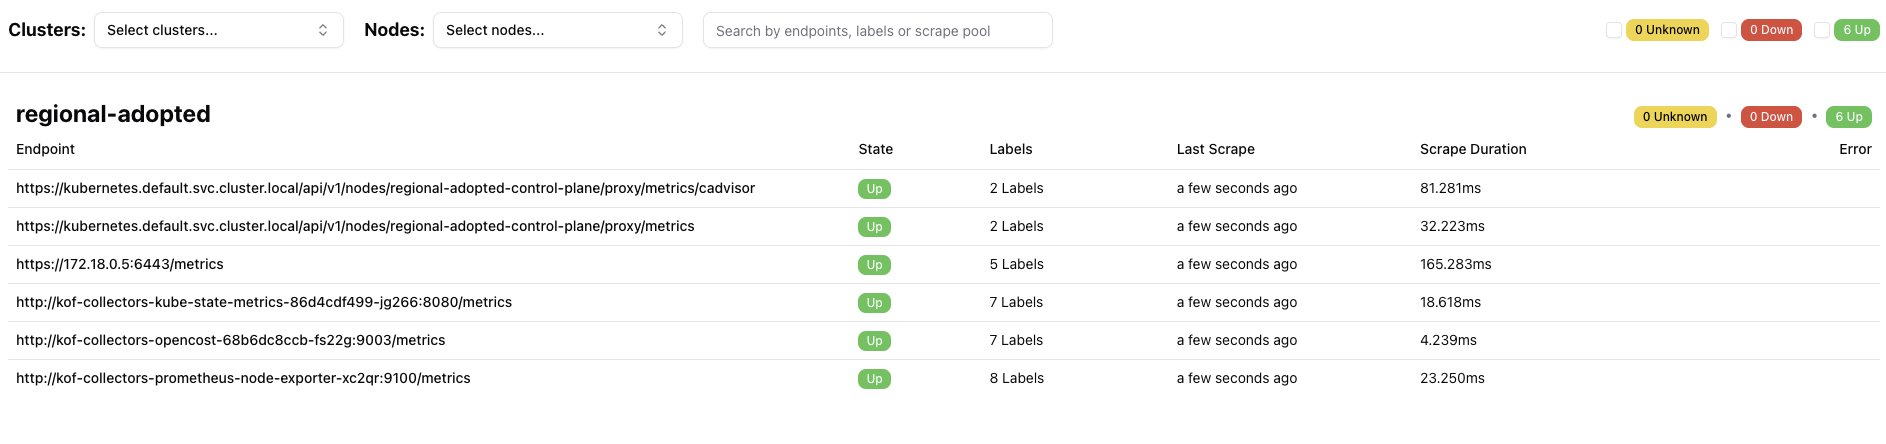 Clusters: Select clusters... Nodes: Select nodes... Search by endpoints, labels or scrape pool 0 Unknown 0 Down 6 Up
regional-adopted 0 Unknown • 0 Down • 6 Up
Endpoint State Labels Last Scrape Scrape Duration Error
https://kubernetes.default.svc.cluster.local/api/v1/nodes/regional-adopted-control-plane/proxy/metrics/cadvisor Up 2 Labels a few seconds ago 81.281ms
https://kubernetes.default.svc.cluster.local/api/v1/nodes/regional-adopted-control-plane/proxy/metrics Up 2 Labels a few seconds ago 32.223ms
https://172.18.0.5:6443/metrics Up 5 Labels a few seconds ago 165.283ms
http://kof-collectors-kube-state-metrics-86d4cdf499-jg266:8080/metrics Up 7 Labels a few seconds ago 18.618ms
http://kof-collectors-opencost-68b6dc8ccb-fs22g:9003/metrics Up 7 Labels a few seconds ago 4.239ms
http://kof-collectors-prometheus-node-exporter-xc2qr:9100/metrics Up 8 Labels a few seconds ago 23.250ms